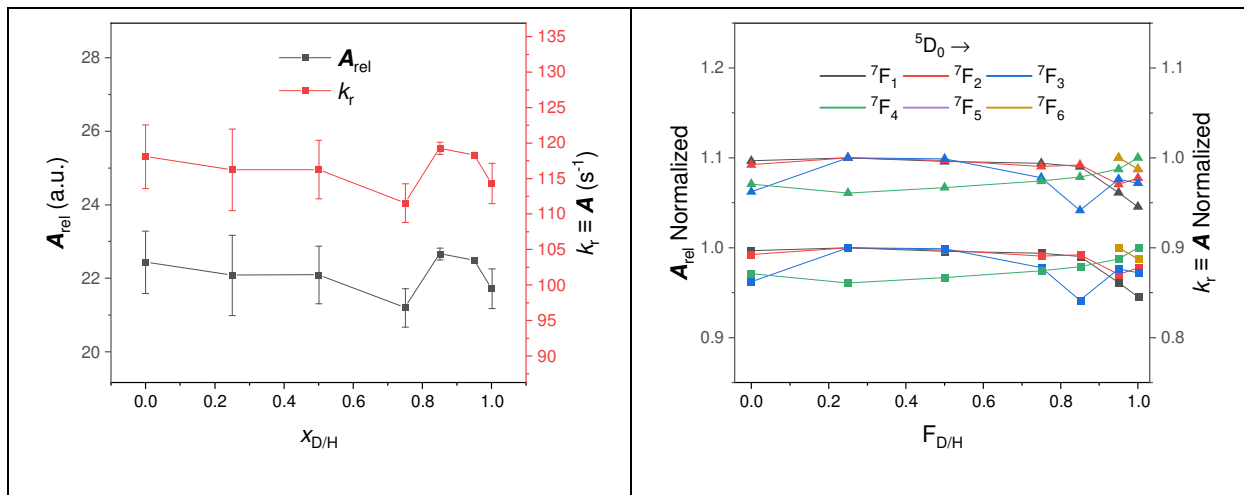 28
26
24
22
20
A_rel (a.u.)
A_rel
k_r
135
130
125
120
115
110
105
100
95
90
k_r ≡ A (s⁻¹)
0.0 0.2 0.4 0.6 0.8 1.0
x_D/H
1.2
1.1
1.0
0.9
A_rel Normalized
⁵D₀ →
⁷F₁ ⁷F₂ ⁷F₃
⁷F₄ ⁷F₅ ⁷F₆
1.1
1.0
0.9
0.8
k_r ≡ A Normalized
0.0 0.2 0.4 0.6 0.8 1.0
F_D/H